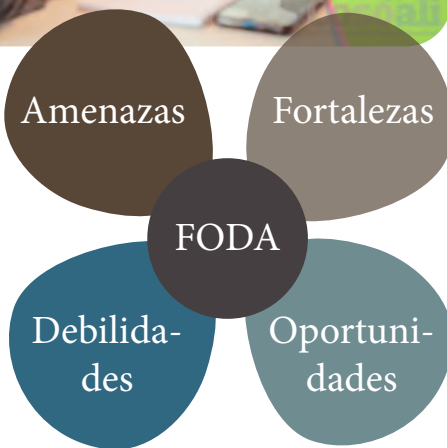 Amenazas
Fortalezas
FODA
Debilida-
des
Oportuni-
dades